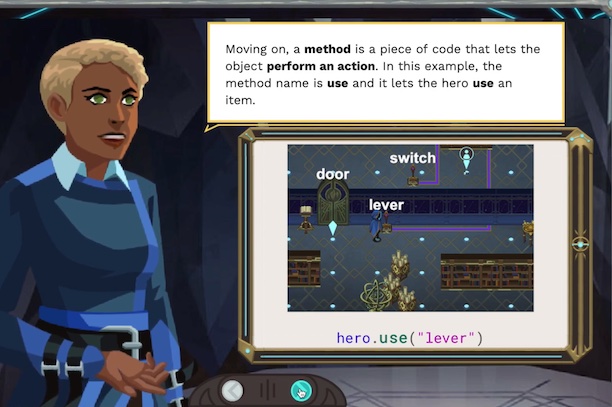 Moving on, a method is a piece of code that lets the
object perform an action. In this example, the
method name is use and it lets the hero use an
item.
switch
door
lever
hero.use("lever")